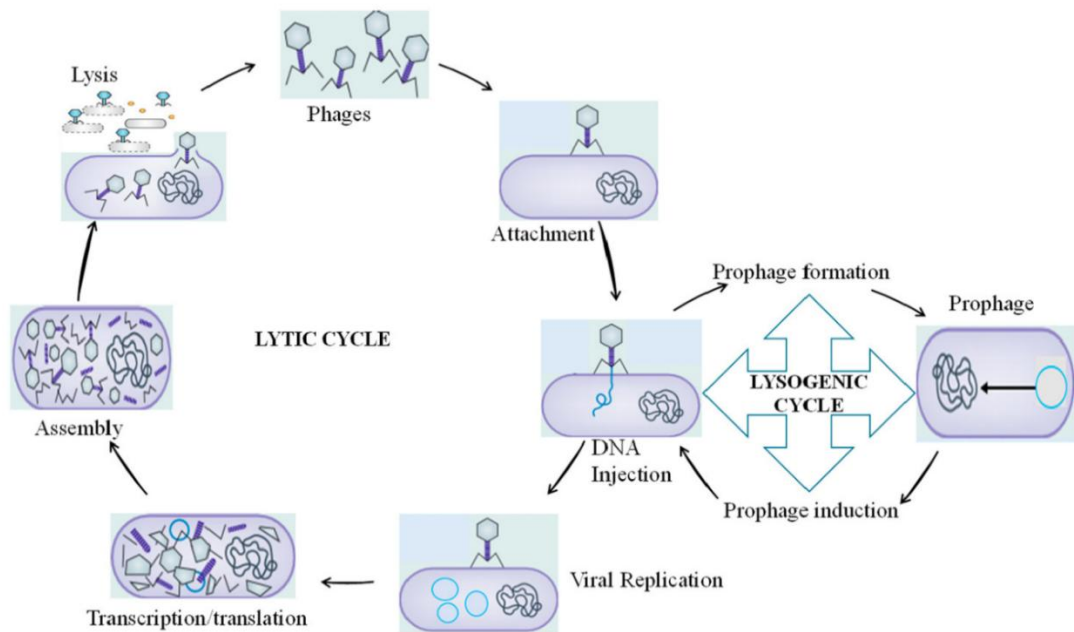 Lysis
Phages
Attachment
Prophage formation
Prophage
LYTIC CYCLE
LYSOGENIC
CYCLE
Assembly
DNA
Injection
Prophage induction
Viral Replication
Transcription/translation